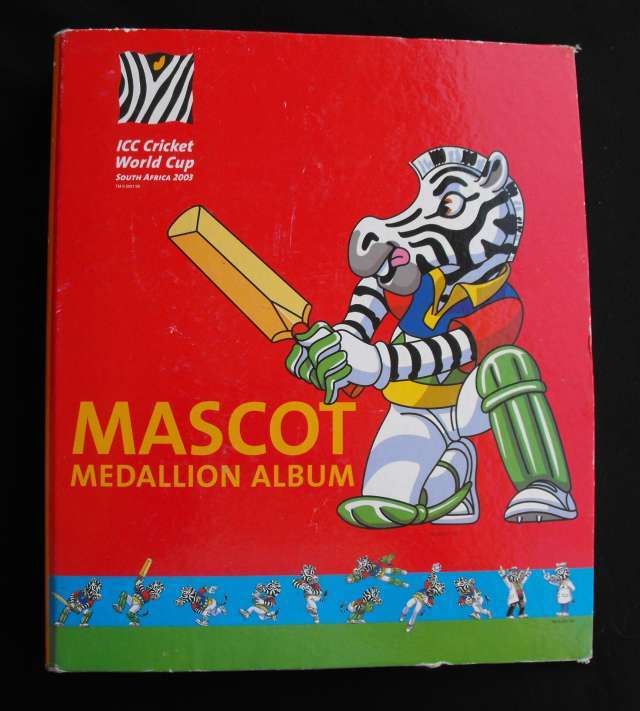 ICC Cricket
World Cup
South Africa 2003
MASCOT
MEDALLION ALBUM